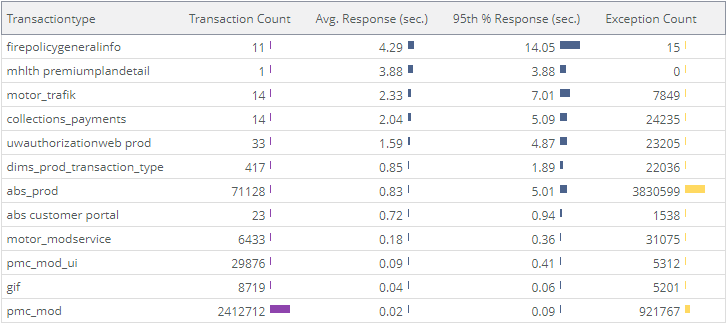 Transactiontype Transaction Count Avg. Response (sec.) 95th % Response (sec.) Exception Count
firepolicygeneralinfo 11 4.29 14.05 15
mhlth premiumplandetail 1 3.88 3.88 0
motor_trafik 14 2.33 7.01 7849
collections_payments 14 2.04 5.09 24235
uwauthorizationweb prod 33 1.59 4.87 23205
dims_prod_transaction_type 417 0.85 1.89 22036
abs_prod 71128 0.83 5.01 3830599
abs customer portal 23 0.72 0.94 1538
motor_modservice 6433 0.18 0.36 31075
pmc_mod_ui 29876 0.09 0.41 5312
gif 8719 0.04 0.06 5201
pmc_mod 2412712 0.02 0.09 921767